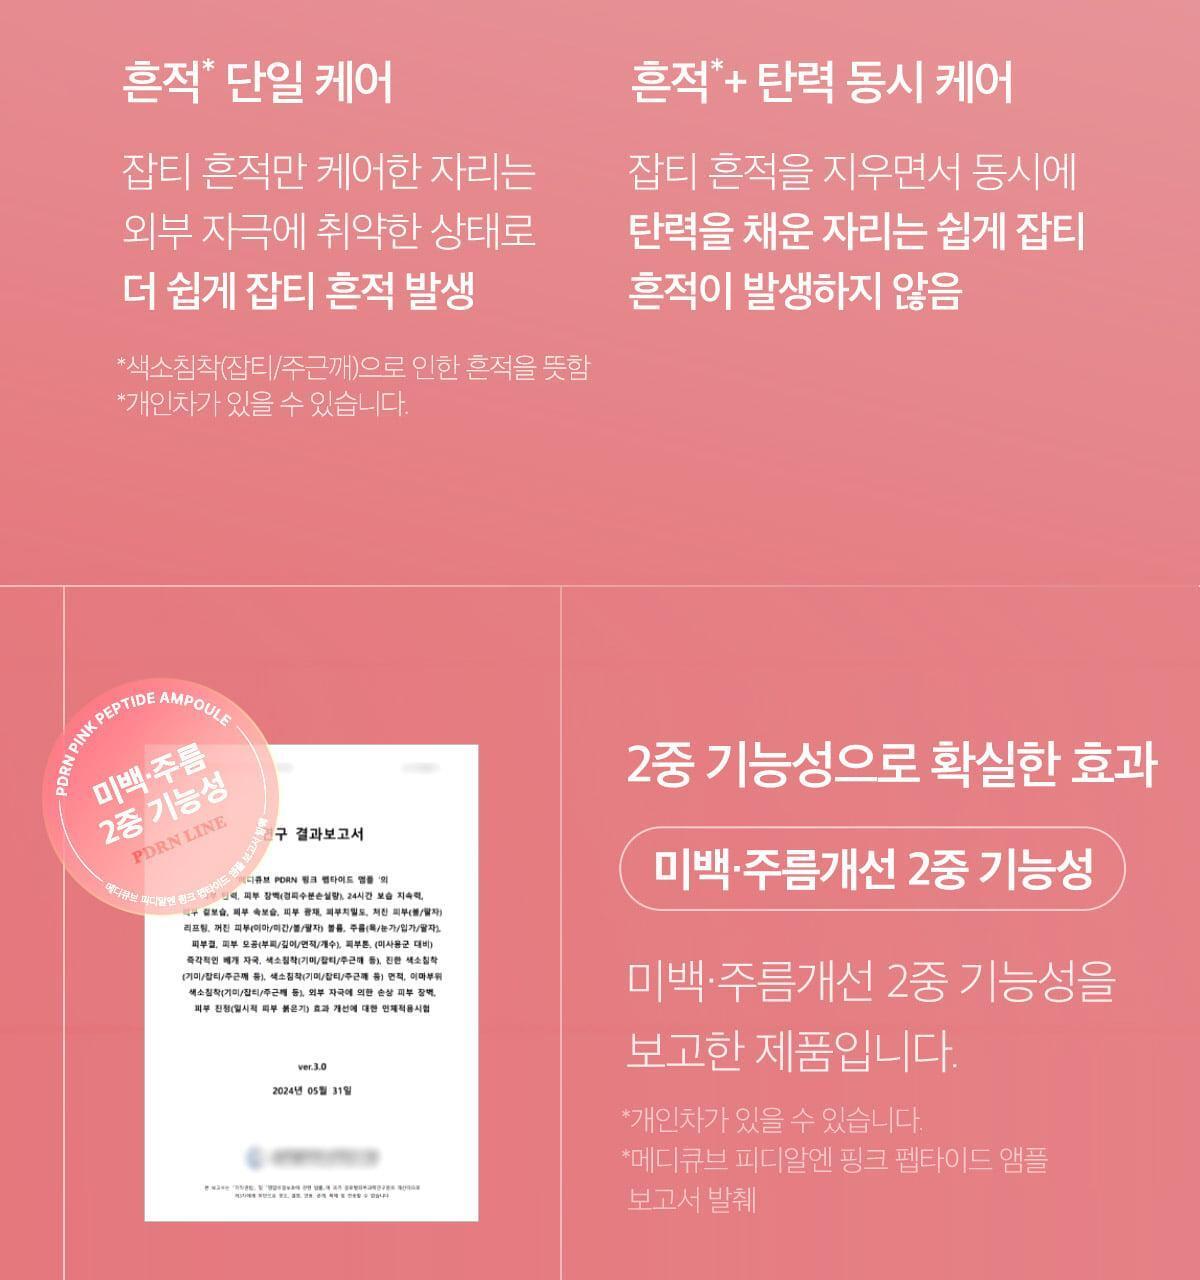 흔적* 단일 케어
잡티 흔적만 케어한 자리는
외부 자극에 취약한 상태로
더 쉽게 잡티 흔적 발생
*색소침착(잡티/주근깨)으로 인한 흔적을 뜻함
*개인차가 있을 수 있습니다.
흔적*+ 탄력 동시 케어
잡티 흔적을 지우면서 동시에
탄력을 채운 자리는 쉽게 잡티
흔적이 발생하지 않음
PDRN PINK PEPTIDE AMPOULE
미백·주름
2중 기능성
PDRN LINE
메디큐브 피디알엔 핑크 펩타이드 앰플 보고서 발췌
결과보고서
PDRN 핑크 펩타이드 앰플 '의
피부 장벽(경피수분손실량), 24시간 보습 지속력,
겉보습, 피부 속보습, 피부 광채, 피부치밀도, 처진 피부(볼/팔자)
리프팅, 꺼진 피부(이마/미간/볼/팔자) 볼륨, 주름(목/눈가/입가/팔자),
피부결, 피부 모공(부피/깊이/면적/개수), 피부톤, (미사용군 대비)
즉각적인 베개 자국, 색소침착(기미/잡티/주근깨 등), 진한 색소침착
(기미/잡티/주근깨 등), 색소침착(기미/잡티/주근깨 등) 면적, 이마부위
색소침착(기미/잡티/주근깨 등), 외부 자극에 의한 손상 피부 장벽,
피부 진정(일시적 피부 붉은기) 효과 개선에 대한 인체적용시험
ver.3.0
2024년 05월 31일
2중 기능성으로 확실한 효과
미백·주름개선 2중 기능성
미백·주름개선 2중 기능성을
보고한 제품입니다.
*개인차가 있을 수 있습니다.
*메디큐브 피디알엔 핑크 펩타이드 앰플
보고서 발췌